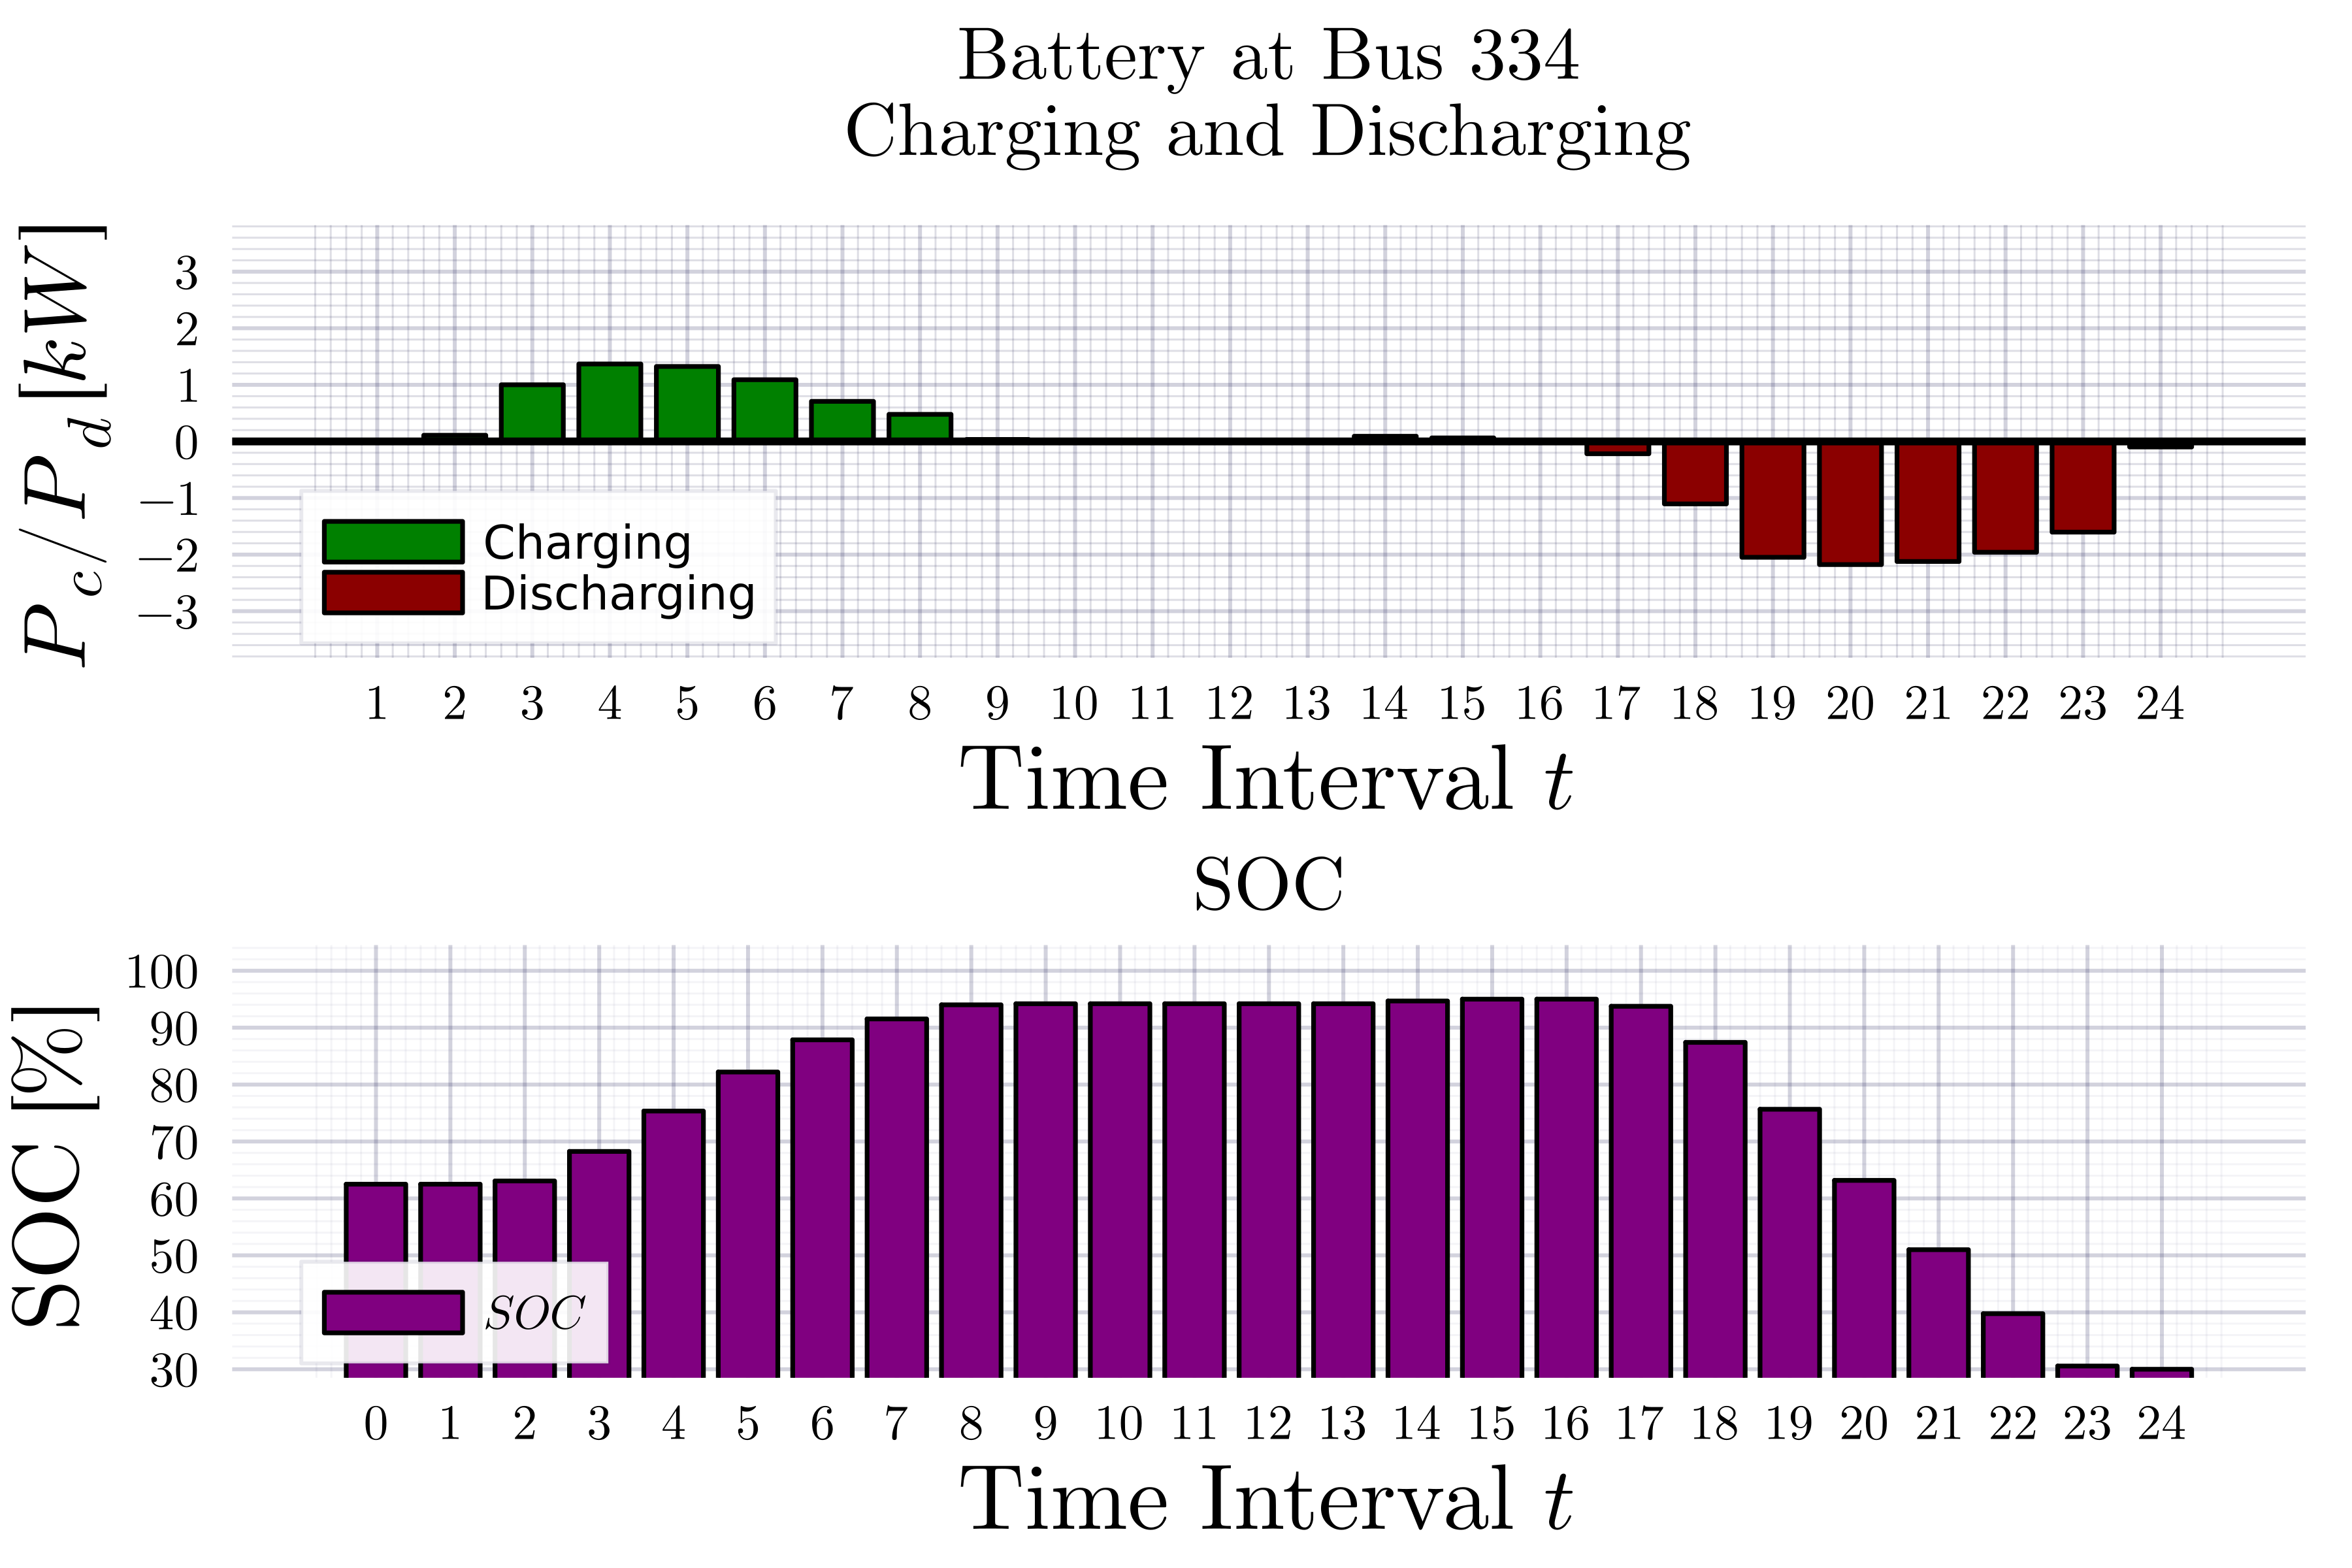 Battery at Bus 334
Charging and Discharging
P_c/P_d [kW]
3
2
1
0
−1
−2
−3
Charging
Discharging
1 2 3 4 5 6 7 8 9 10 11 12 13 14 15 16 17 18 19 20 21 22 23 24
Time Interval t
SOC
SOC [%]
100
90
80
70
60
50
40
30
SOC
0 1 2 3 4 5 6 7 8 9 10 11 12 13 14 15 16 17 18 19 20 21 22 23 24
Time Interval t